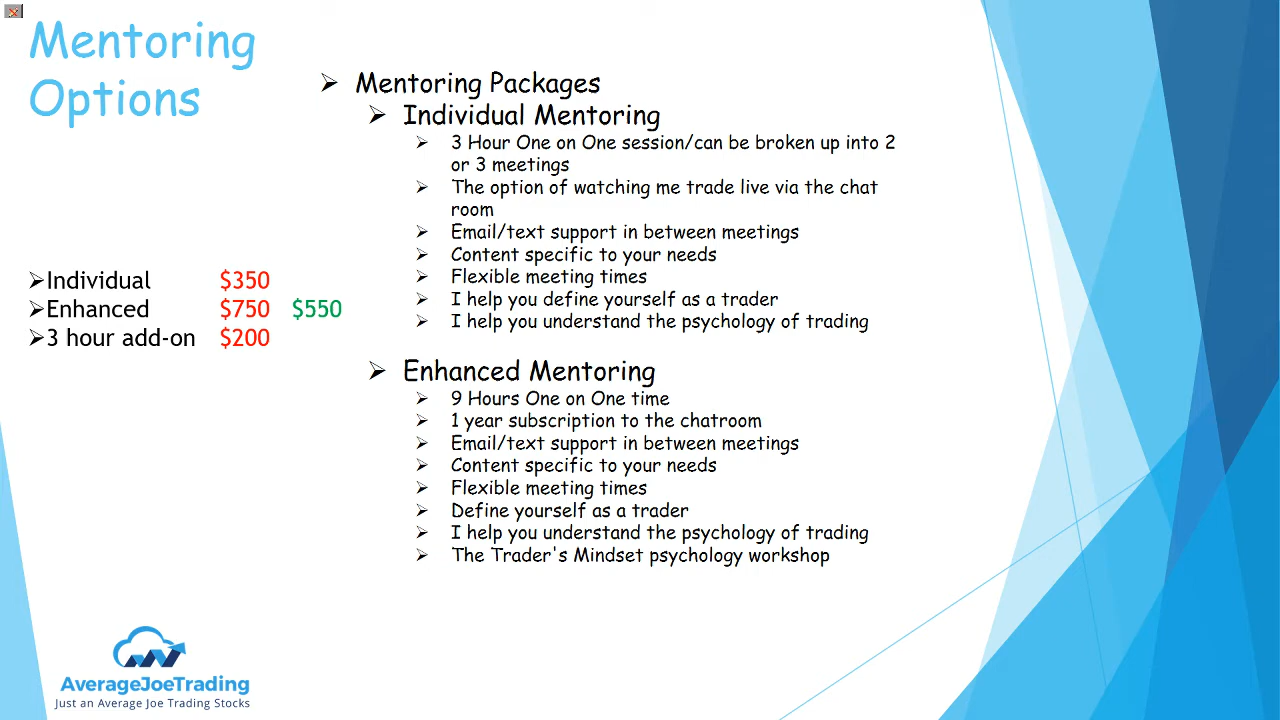 Mentoring
Options
➢ Mentoring Packages
➢ Individual Mentoring
➢ 3 Hour One on One session/can be broken up into 2
or 3 meetings
➢ The option of watching me trade live via the chat
room
➢ Email/text support in between meetings
➢ Content specific to your needs
➢ Flexible meeting times
➢ I help you define yourself as a trader
➢ I help you understand the psychology of trading
➢ Enhanced Mentoring
➢ 9 Hours One on One time
➢ 1 year subscription to the chatroom
➢ Email/text support in between meetings
➢ Content specific to your needs
➢ Flexible meeting times
➢ Define yourself as a trader
➢ I help you understand the psychology of trading
➢ The Trader's Mindset psychology workshop
➢Individual $350
➢Enhanced $750 $550
➢3 hour add-on $200
AverageJoeTrading
Just an Average Joe Trading Stocks